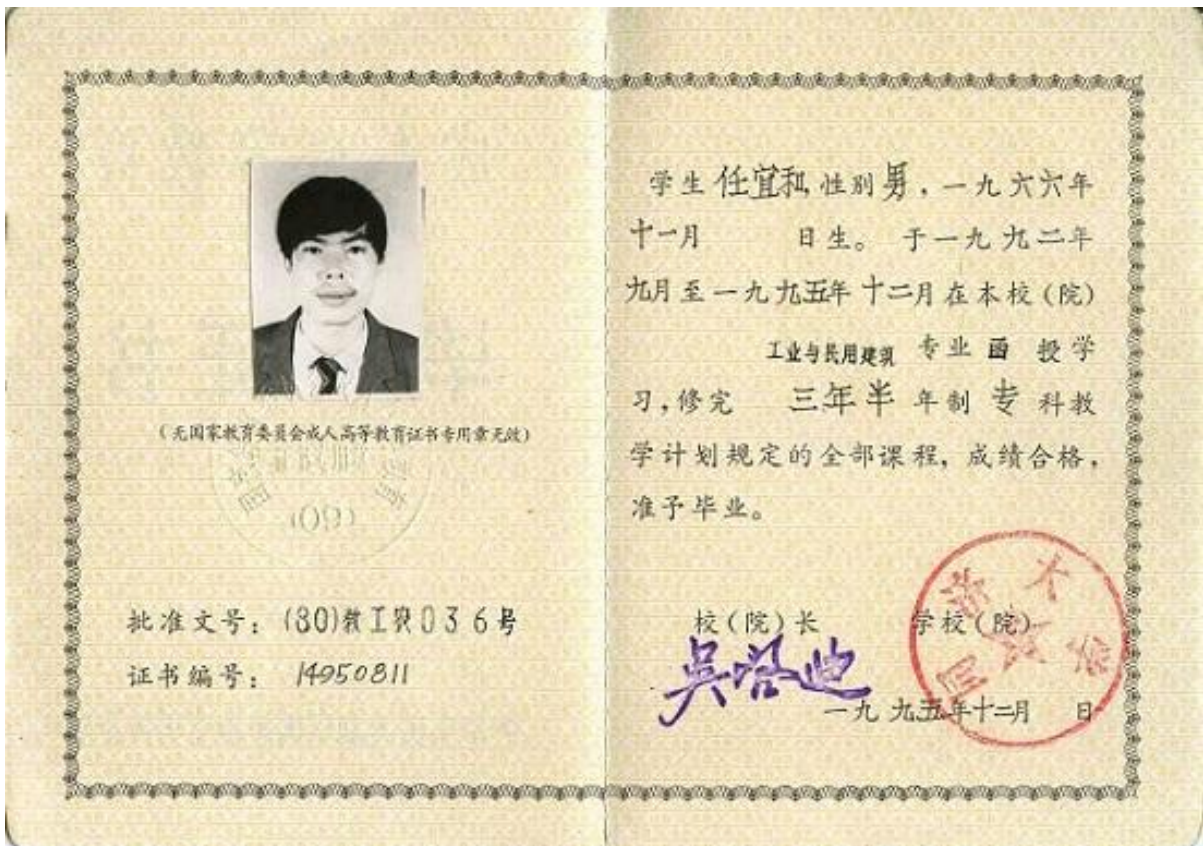 (无国家教育委员会成人高等教育证书专用章无效)
(09)
批准文号：(80)教工农036号
证书编号：14950811
学生 任宜和 性别 男，一九六六年
十一月 日生。于一九九二年
九月至一九九五年十二月在本校(院)
工业与民用建筑 专业 函 授学
习，修完 三年半 年制 专 科教
学计划规定的全部课程，成绩合格，
准予毕业。
校(院)长 学校(院)
一九九五年十二月 日